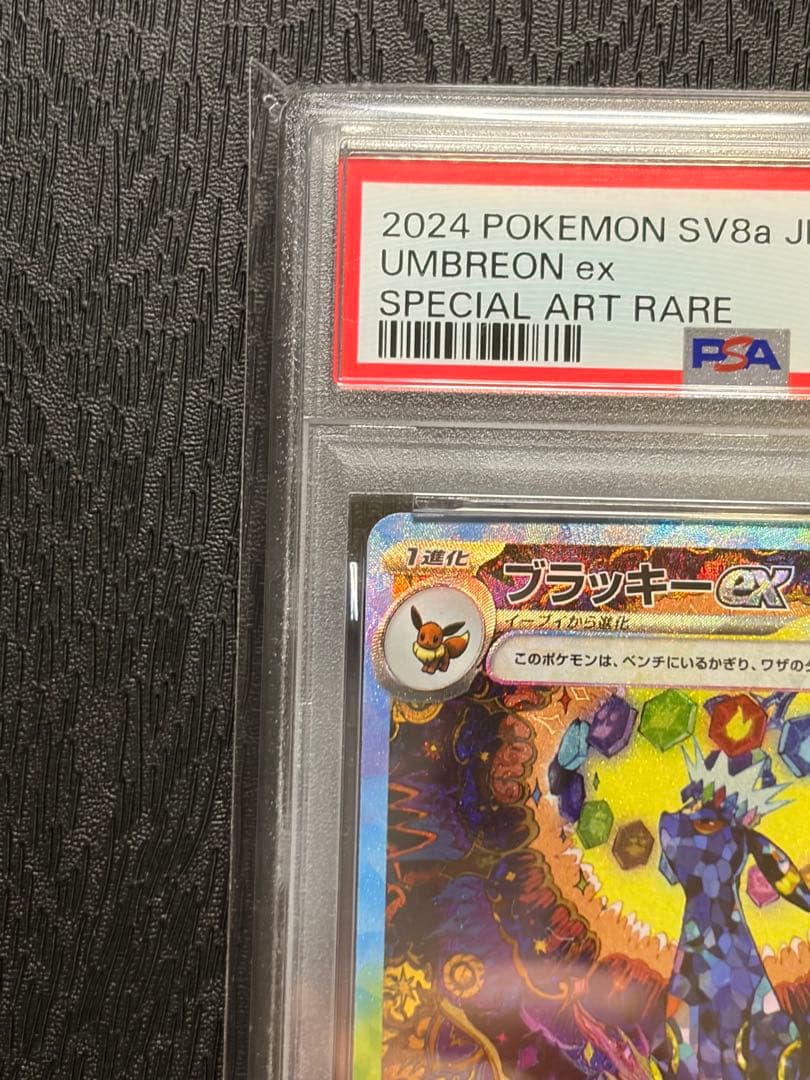 2024 POKEMON SV8a
UMBREON ex
SPECIAL ART RARE
PSA
1進化
ブラッキーex
イーブイから進化
このポケモンは、ベンチにいるかぎり、ワザの